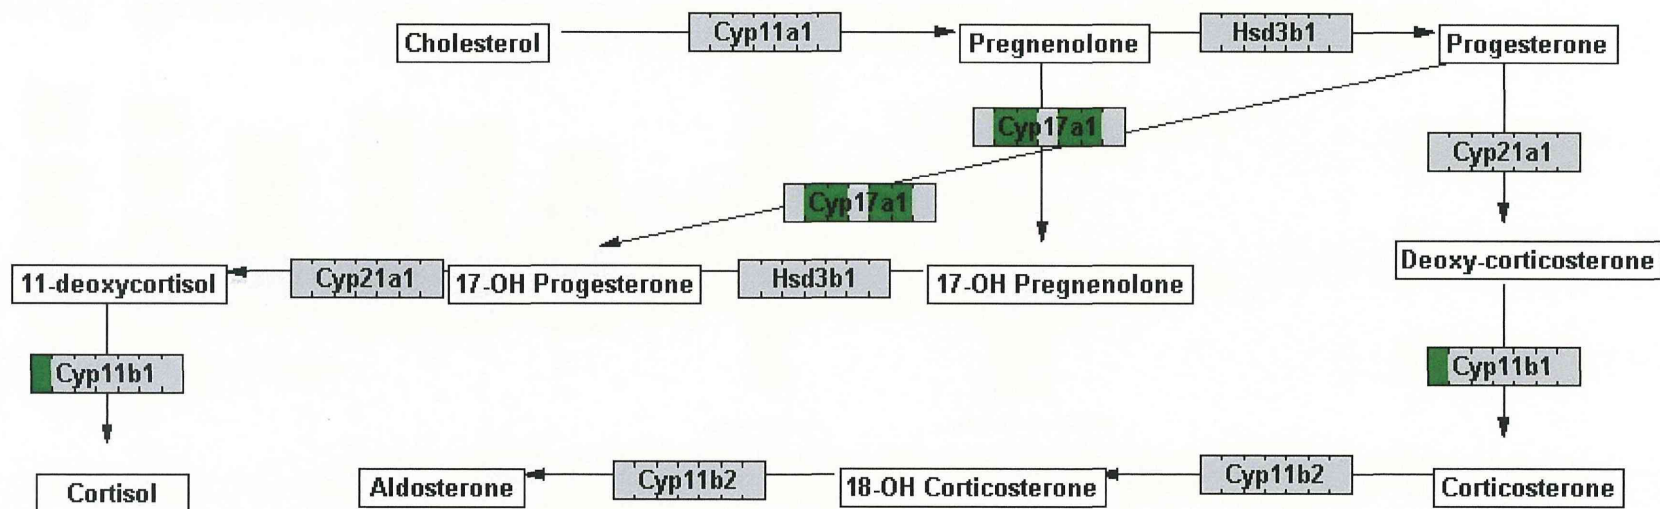 Cholesterol
Cyp11a1
Pregnenolone
Hsd3b1
Progesterone
Cyp17a1
Cyp21a1
Cyp17a1
Deoxy-corticosterone
11-deoxycortisol
Cyp21a1
17-OH Progesterone
Hsd3b1
17-OH Pregnenolone
Cyp11b1
Cyp11b1
Cortisol
Aldosterone
Cyp11b2
18-OH Corticosterone
Cyp11b2
Corticosterone